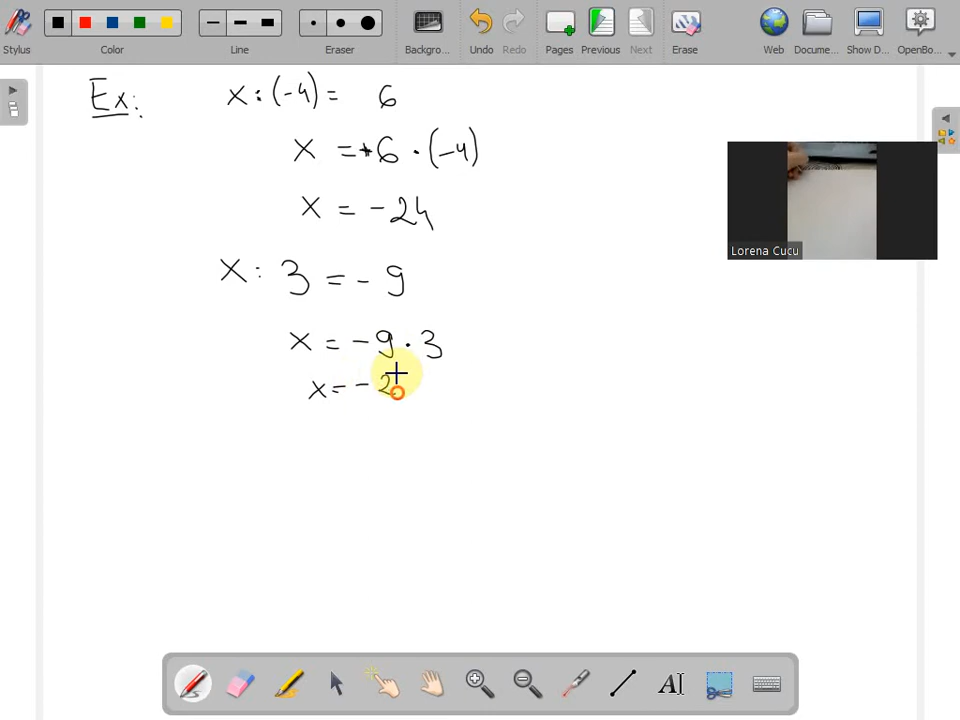 Stylus Color Line Eraser Backgro... Undo Redo Pages Previous Next Erase Web Docume... Show D... OpenBo...
Ex: x : (-4) = 6
x = +6 · (-4)
x = -24
x : 3 = -9
x = -9 · 3
x = -2
Lorena Cucu